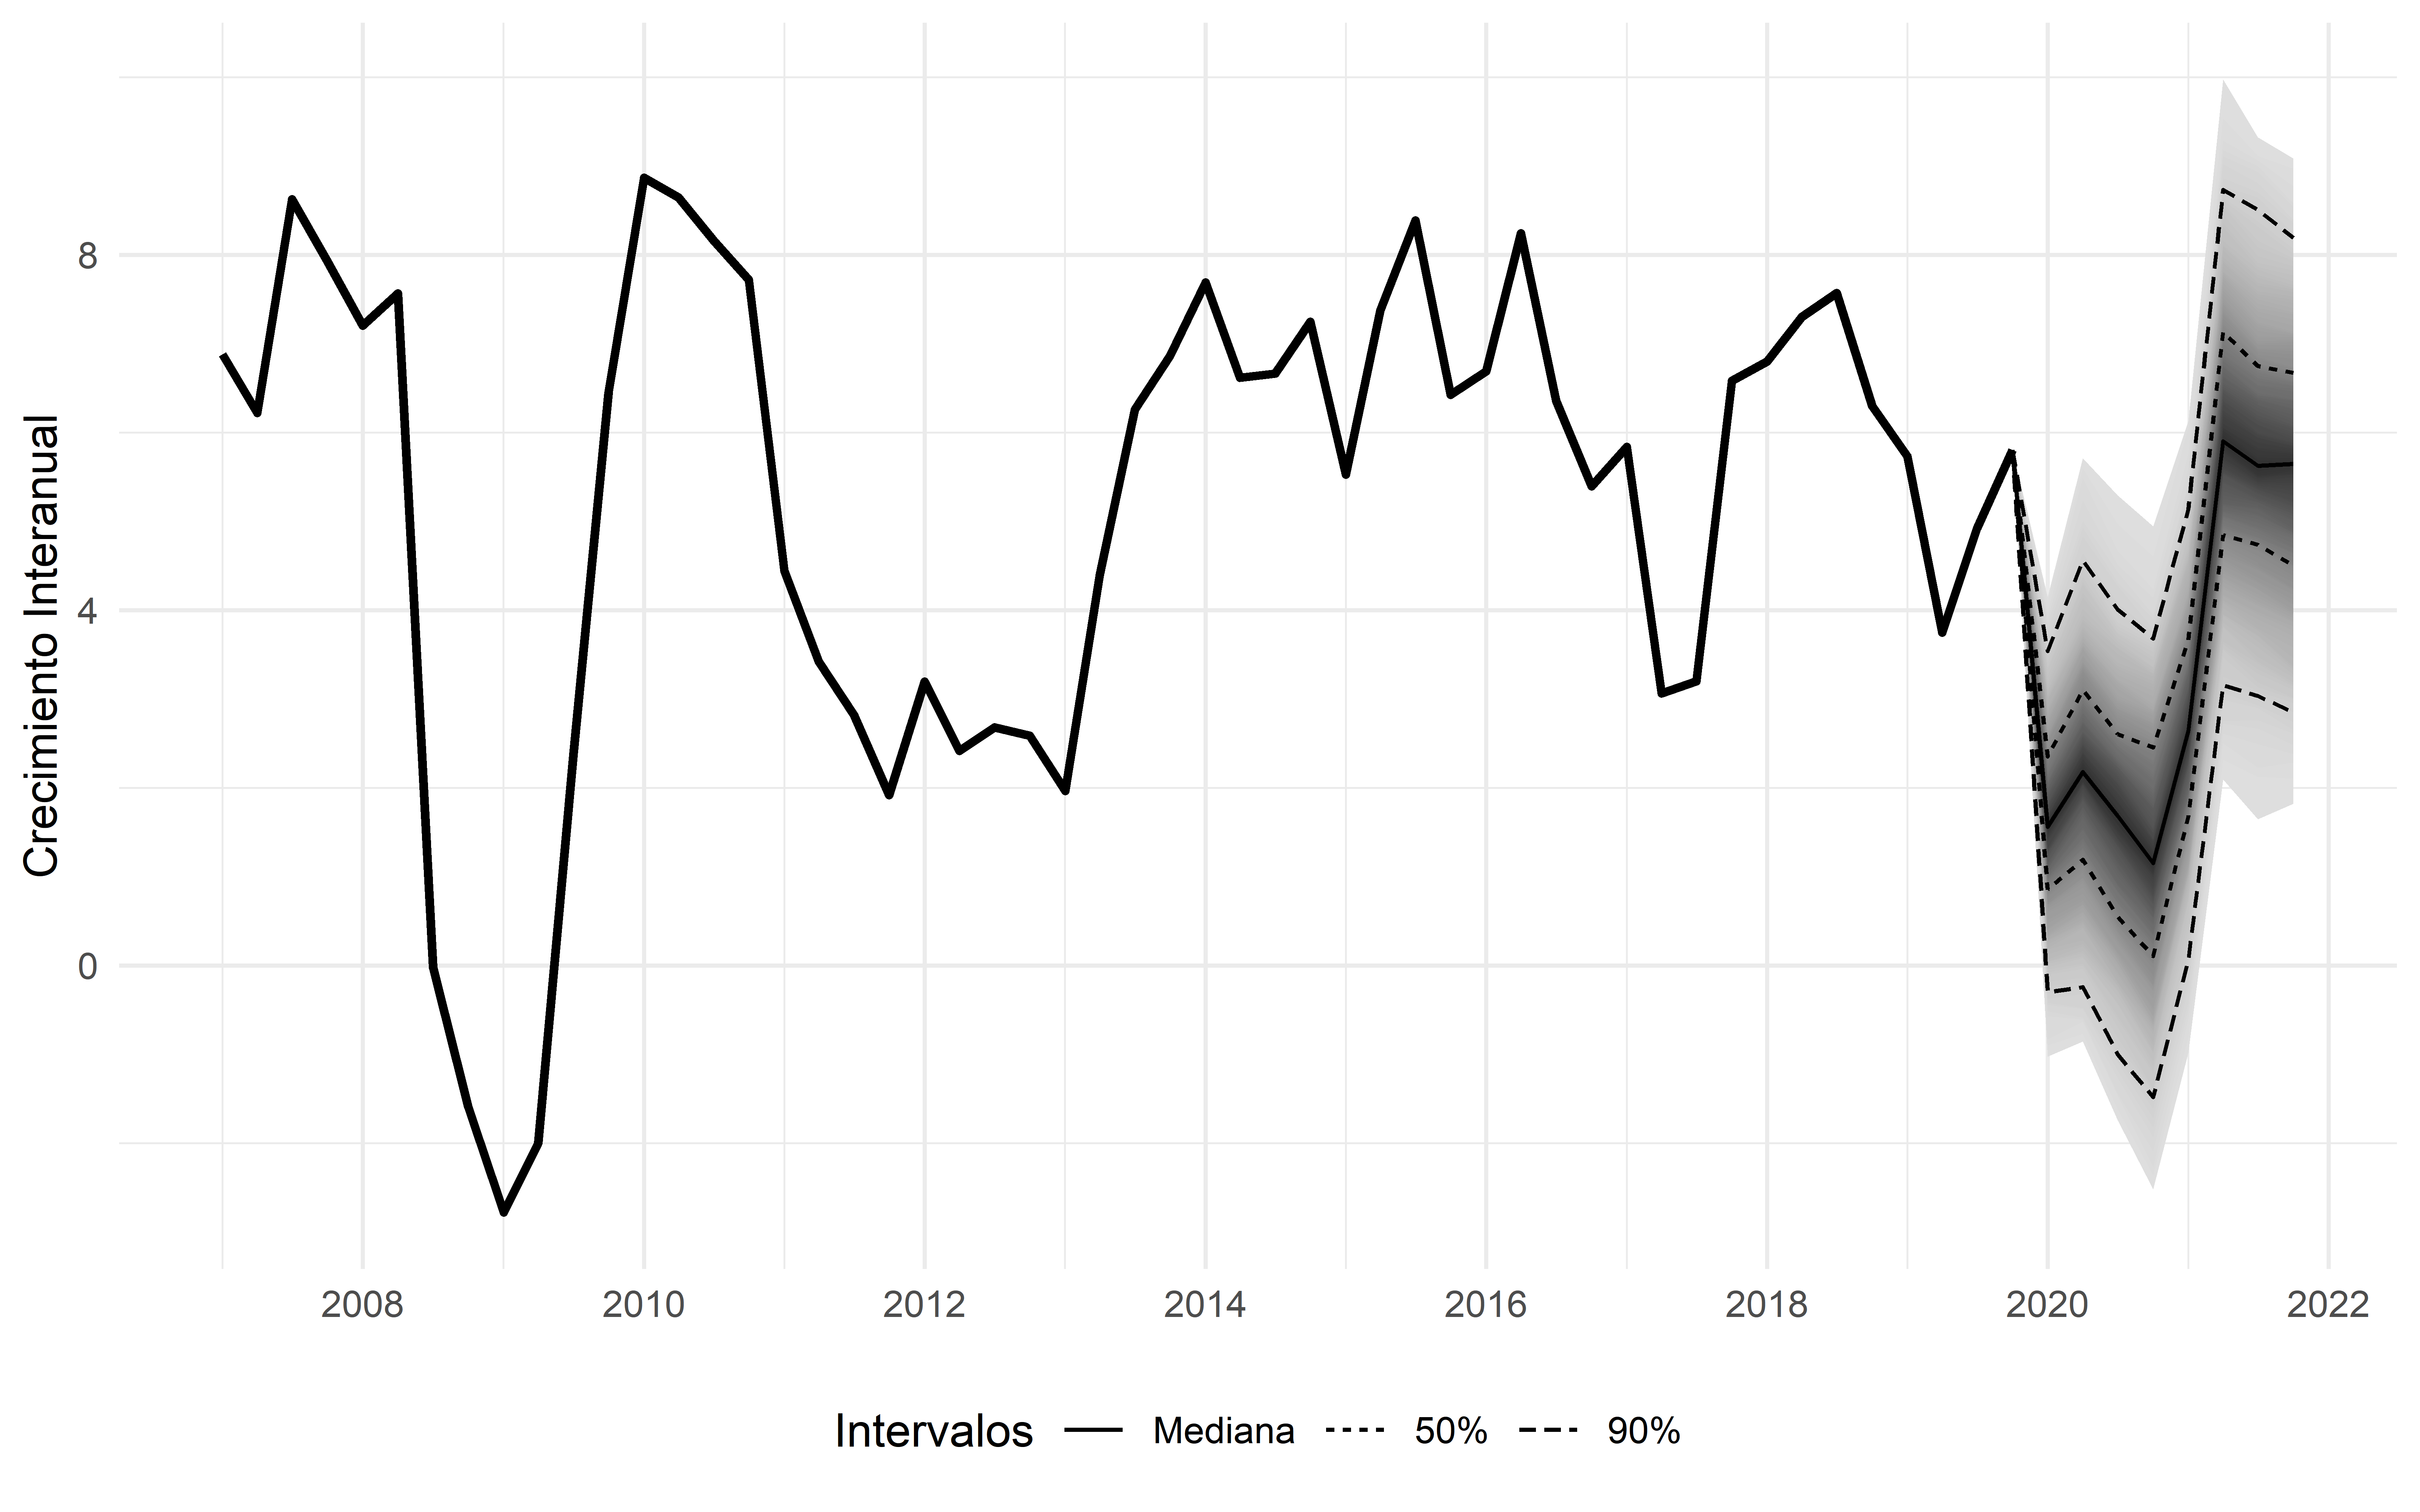 Crecimiento Interanual
8
4
0
2008 2010 2012 2014 2016 2018 2020 2022
Intervalos Mediana 50% 90%